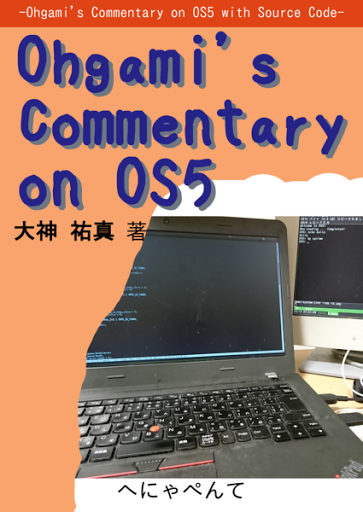 -Ohgami's Commentary on OS5 with Source Code-
Ohgami's
Commentary
on OS5
大神 祐真 著
へにゃぺんて